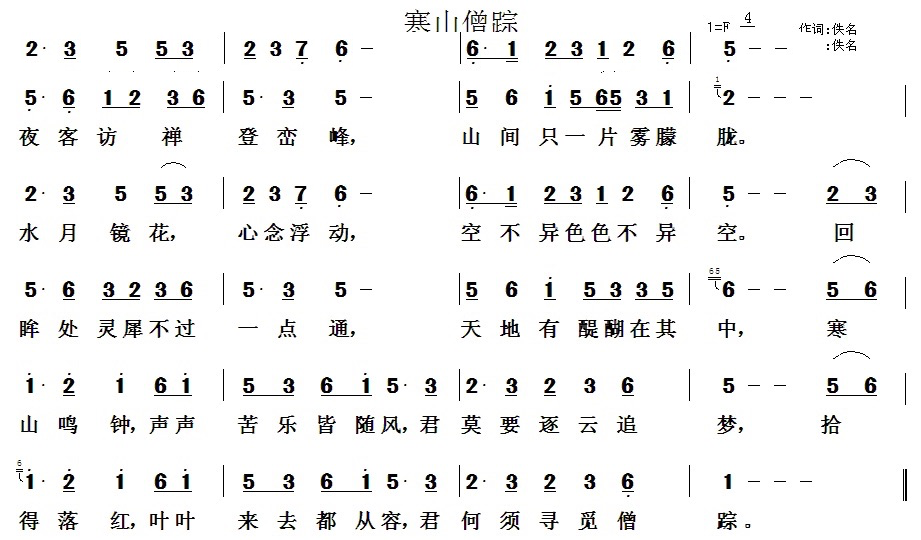 寒山僧踪
1=F 4 作词:佚名
:佚名
2· 3 5 5 3 2 3 7 6 – 6· 1 2 3 1 2 6 5 – –
5· 6 1 2 3 6 5· 3 5 – 5 6 1 5 6 5 3 1 1 2 – –
夜客访禅 登峦峰, 山间只一片雾朦胧。
2· 3 5 5 3 2 3 7 6 – 6· 1 2 3 1 2 6 5 – – 2 3
水月镜花, 心念浮动, 空不异色色不异空。 回
5· 6 3 2 3 6 5· 3 5 – 5 6 1 5 3 3 5 6 5 6 – – 5 6
眸处灵犀不过 一点通, 天地有醍醐在其中, 寒
1· 2 1 6 1 5 3 6 1 5· 3 2· 3 2 3 6 5 – – 5 6
山鸣钟,声声 苦乐皆随风,君 莫要逐云追梦, 拾
6 1· 2 1 6 1 5 3 6 1 5· 3 2· 3 2 3 6 1 – –
得落红,叶叶 来去都从容,君 何须寻觅僧踪。